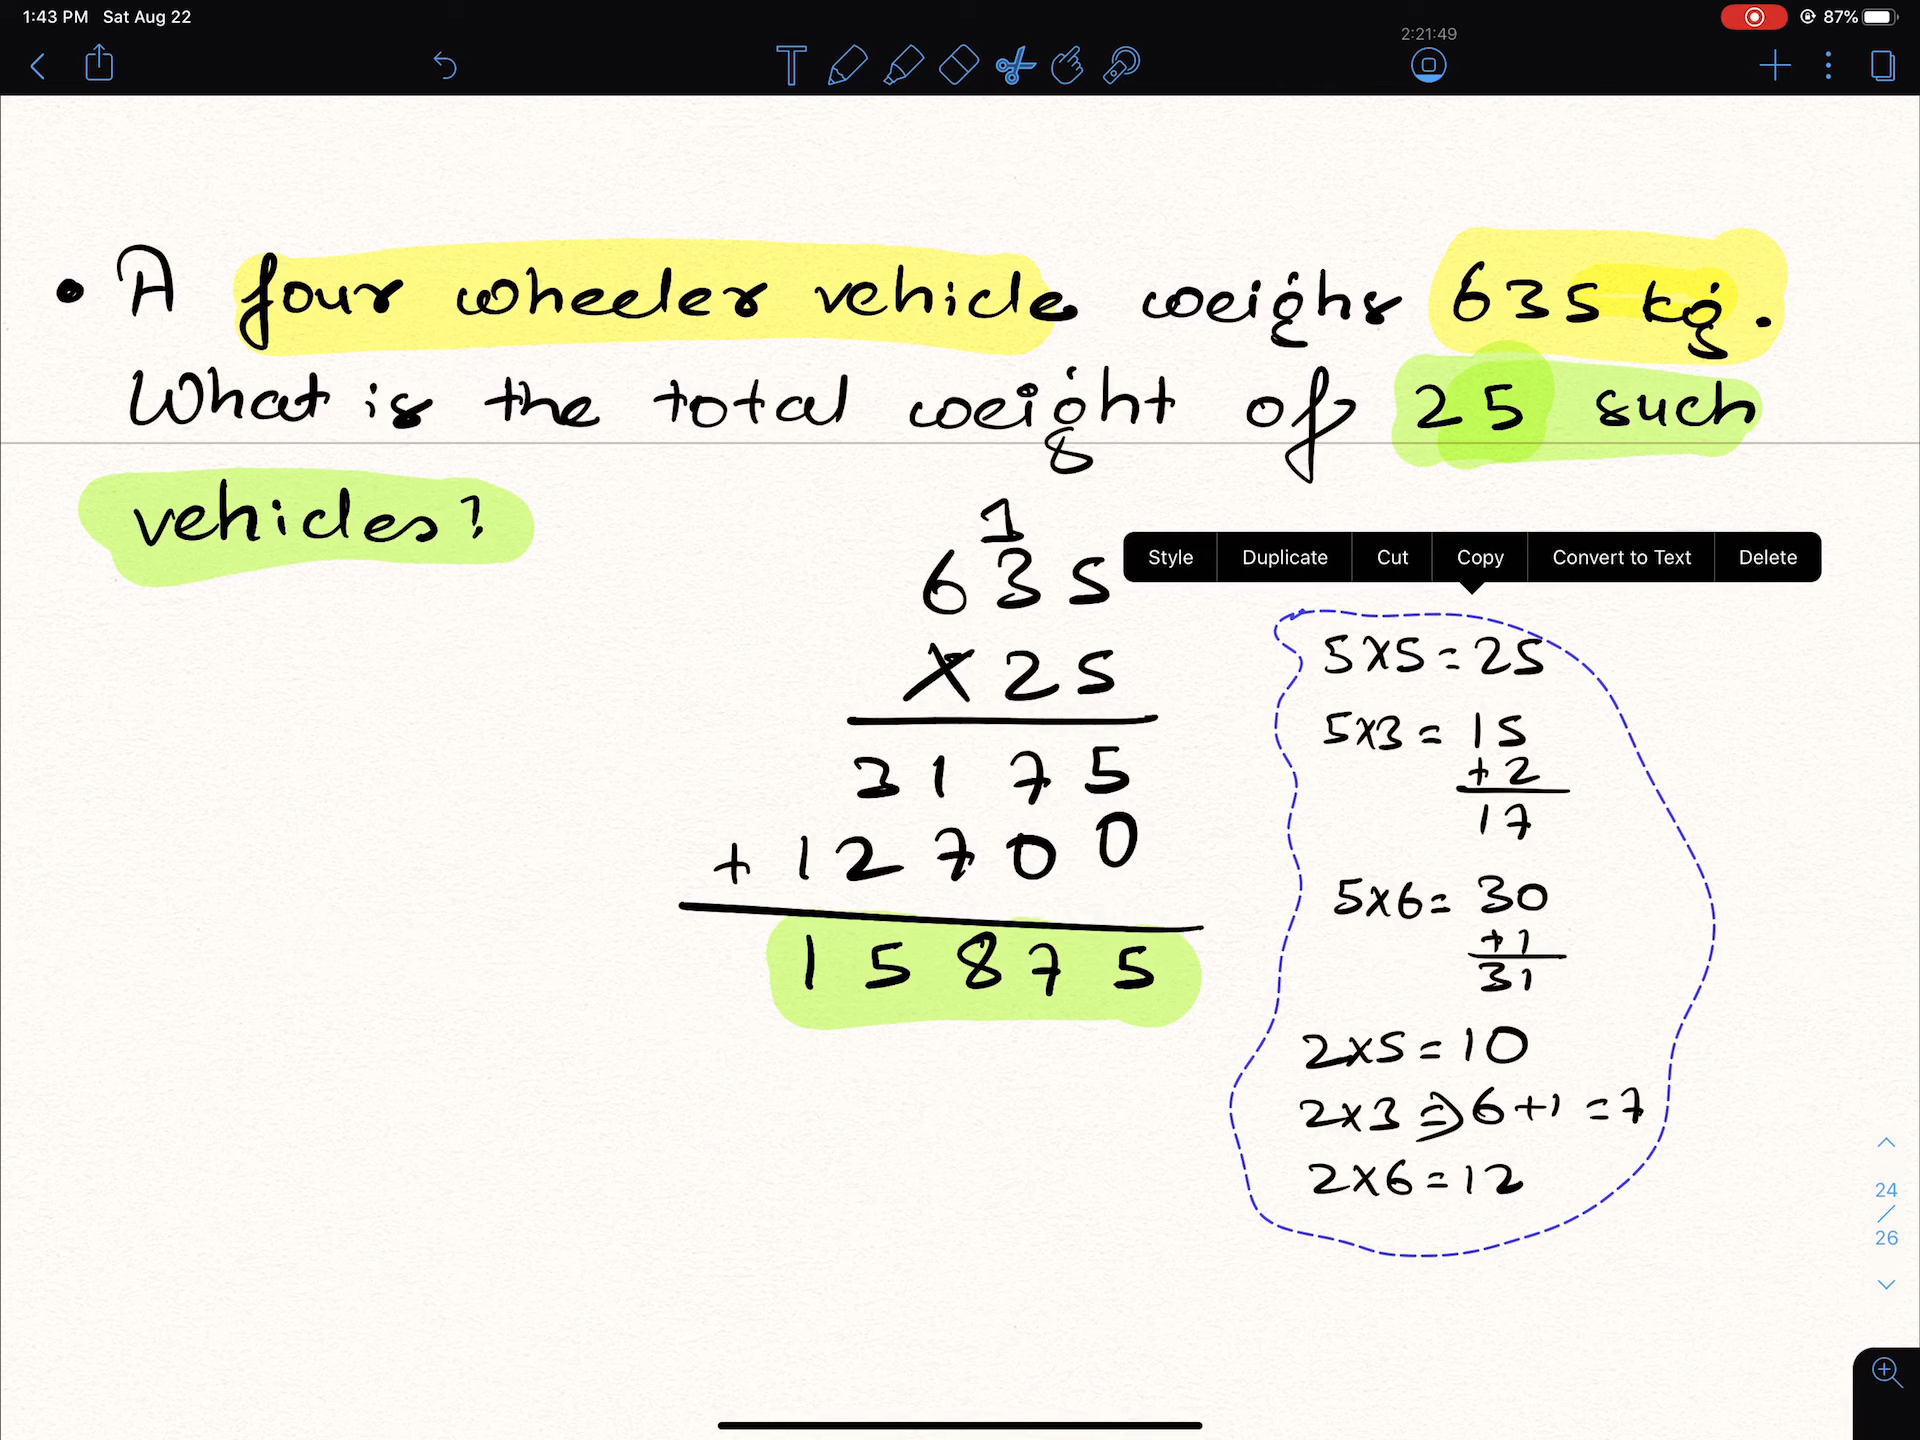 1:43 PM Sat Aug 22
87%
2:21:49
T
• A four wheeler vehicle weighs 635 kg.
What is the total weight of 25 such
vehicles?
1
635
X 25
3175
+ 12700
15875
Style Duplicate Cut Copy Convert to Text Delete
5x5=25
5x3= 15
+2
17
5x6= 30
+1
31
2x5=10
2x3 => 6+1 =7
2x6=12
24
/
26